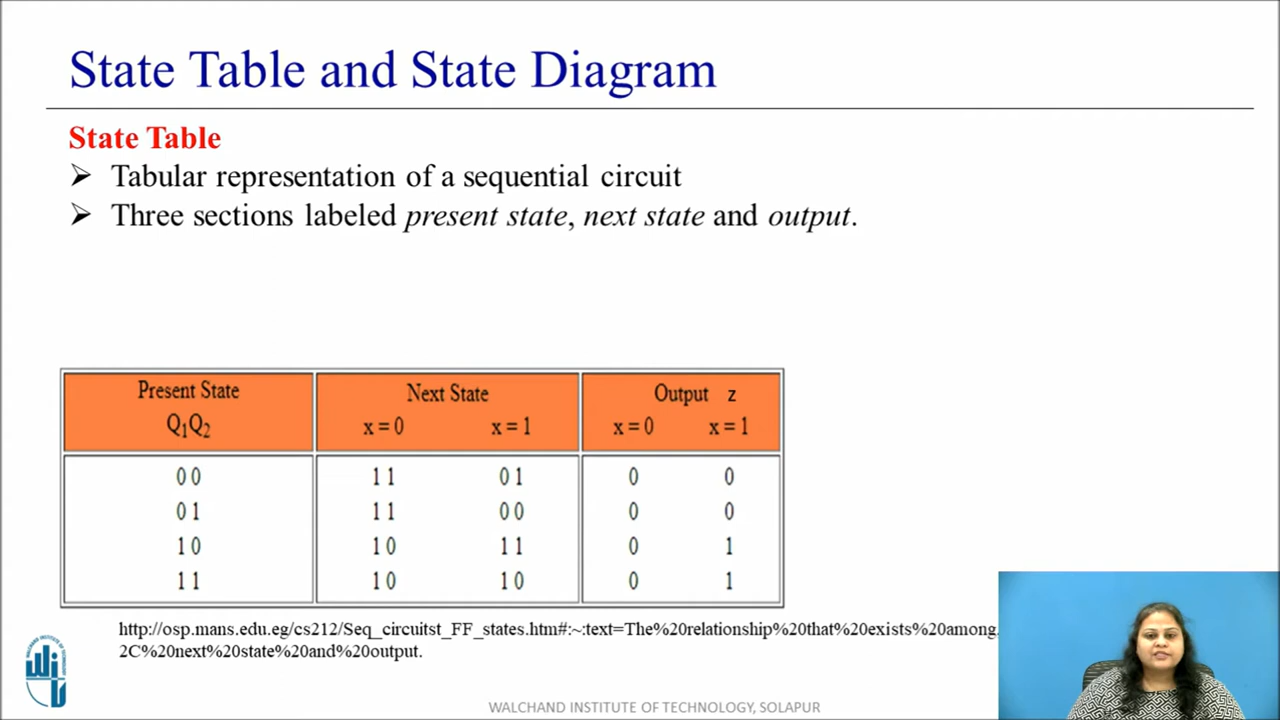 State Table and State Diagram
State Table
➢ Tabular representation of a sequential circuit
➢ Three sections labeled present state, next state and output.
Present State Next State Output z
Q₁Q₂ x = 0 x = 1 x = 0 x = 1
0 0 1 1 0 1 0 0
0 1 1 1 0 0 0 0
1 0 1 0 1 1 0 1
1 1 1 0 1 0 0 1
http://osp.mans.edu.eg/cs212/Seq_circuitst_FF_states.htm#:~:text=The%20relationship%20that%20exists%20among.
2C%20next%20state%20and%20output.
WALCHAND INSTITUTE OF TECHNOLOGY, SOLAPUR